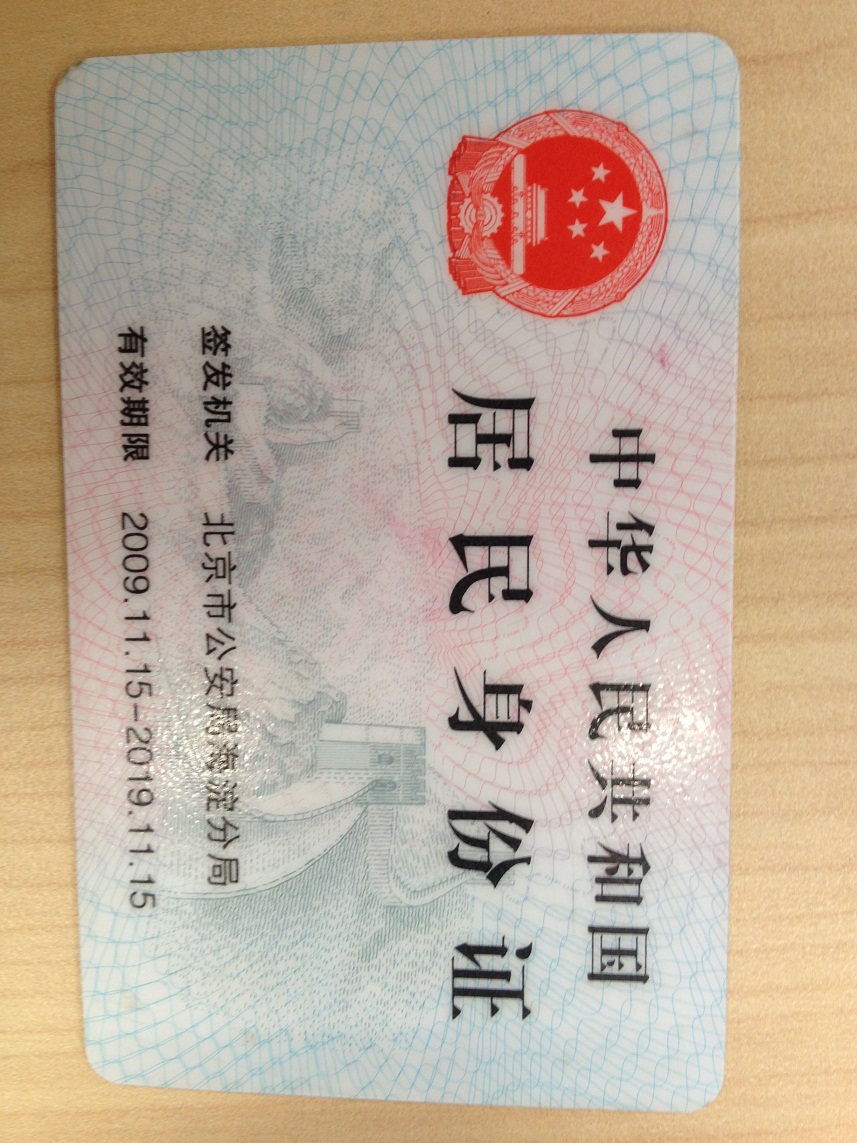 中华人民共和国
居民身份证
签发机关 北京市公安局海淀分局
有效期限 2009.11.15-2019.11.15